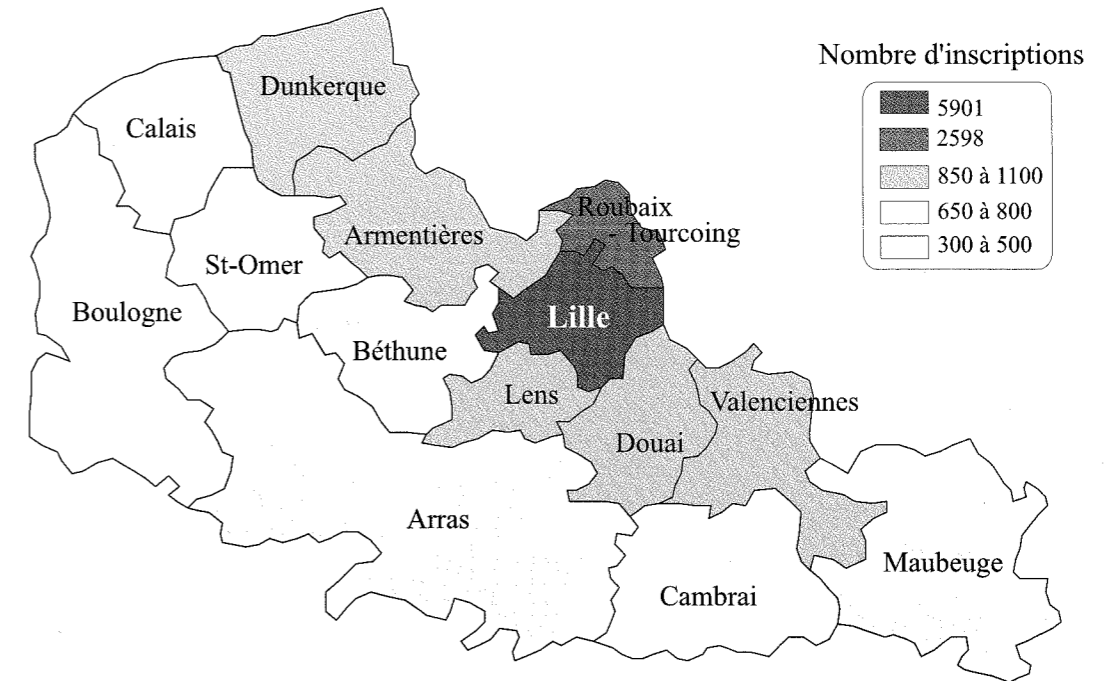 Nombre d'inscriptions
5901
2598
850 à 1100
650 à 800
300 à 500
Dunkerque
Calais
Roubaix
- Tourcoing
Armentières
St-Omer
Boulogne
Lille
Béthune
Lens
Valenciennes
Douai
Arras
Maubeuge
Cambrai